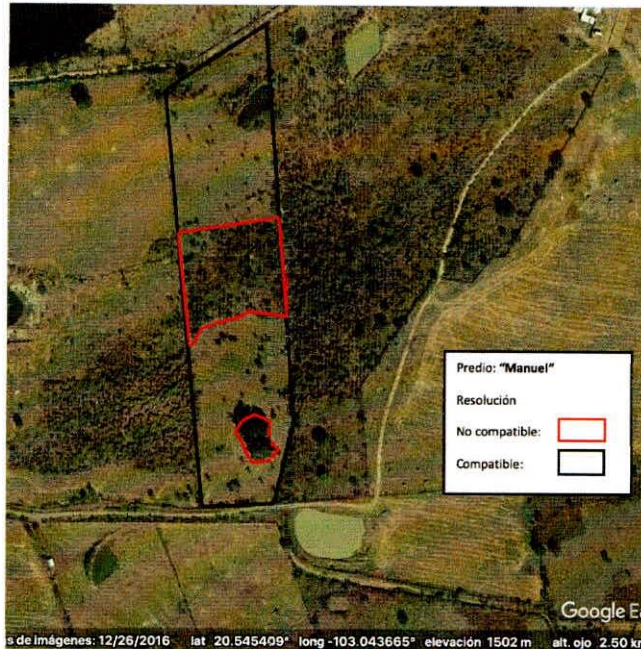 Predio: "Manuel"
Resolución
No compatible:
Compatible:
Google Ea
s de imágenes: 12/26/2016 lat 20.545409° long -103.043665° elevación 1502 m alt. ojo 2.50 km